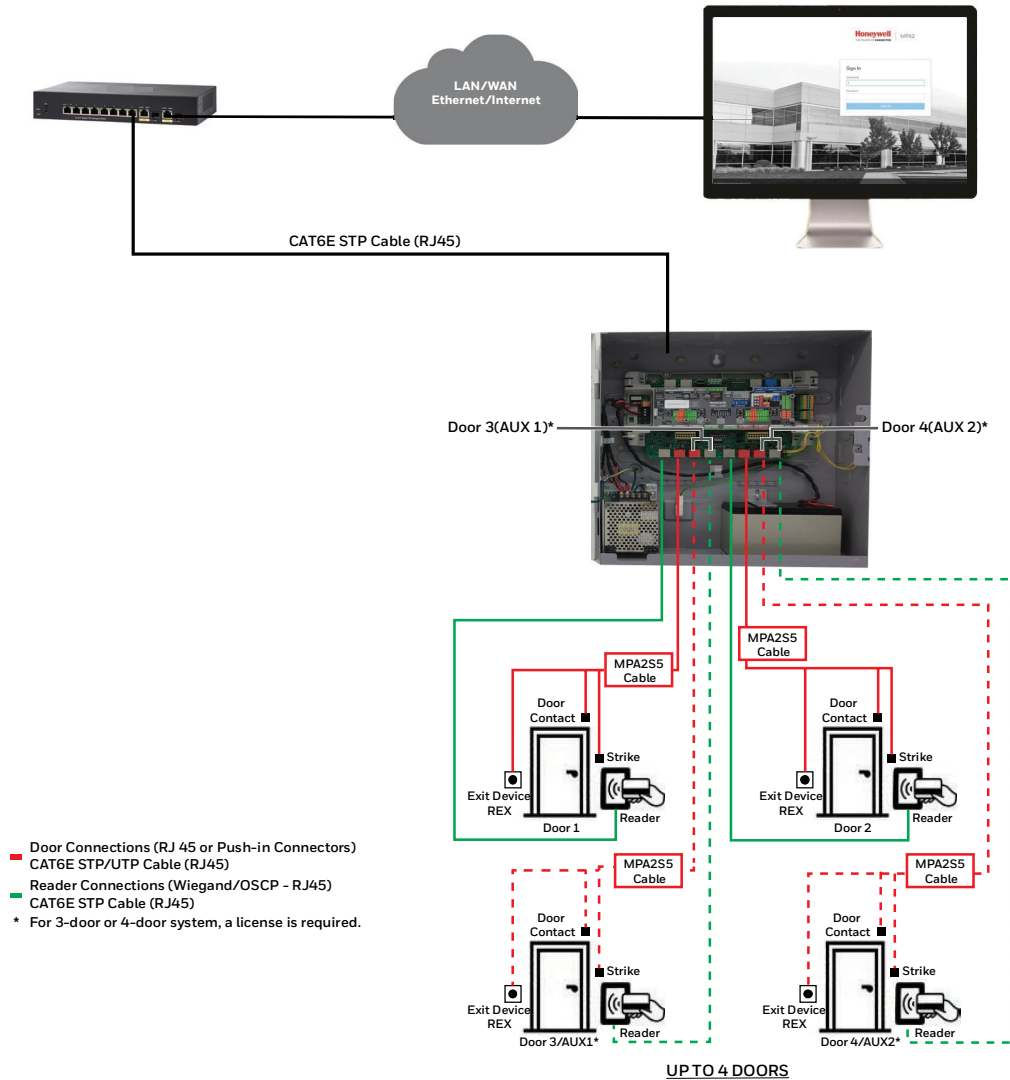 Honeywell
MPA2
Sign In
LAN/WAN
Ethernet/Internet
CAT6E STP Cable (RJ45)
Door 3(AUX 1)*
Door 4(AUX 2)*
MPA2S5
Cable
MPA2S5
Cable
Door
Contact
Strike
Exit Device
REX
Reader
Door 1
Door
Contact
Strike
Exit Device
REX
Reader
Door 2
Door Connections (RJ 45 or Push-in Connectors)
CAT6E STP/UTP Cable (RJ45)
Reader Connections (Wiegand/OSCP - RJ45)
CAT6E STP Cable (RJ45)
* For 3-door or 4-door system, a license is required.
MPA2S5
Cable
Door
Contact
Strike
Exit Device
REX
Reader
Door 3/AUX1*
MPA2S5
Cable
Door
Contact
Strike
Exit Device
REX
Reader
Door 4/AUX2*
UP TO 4 DOORS